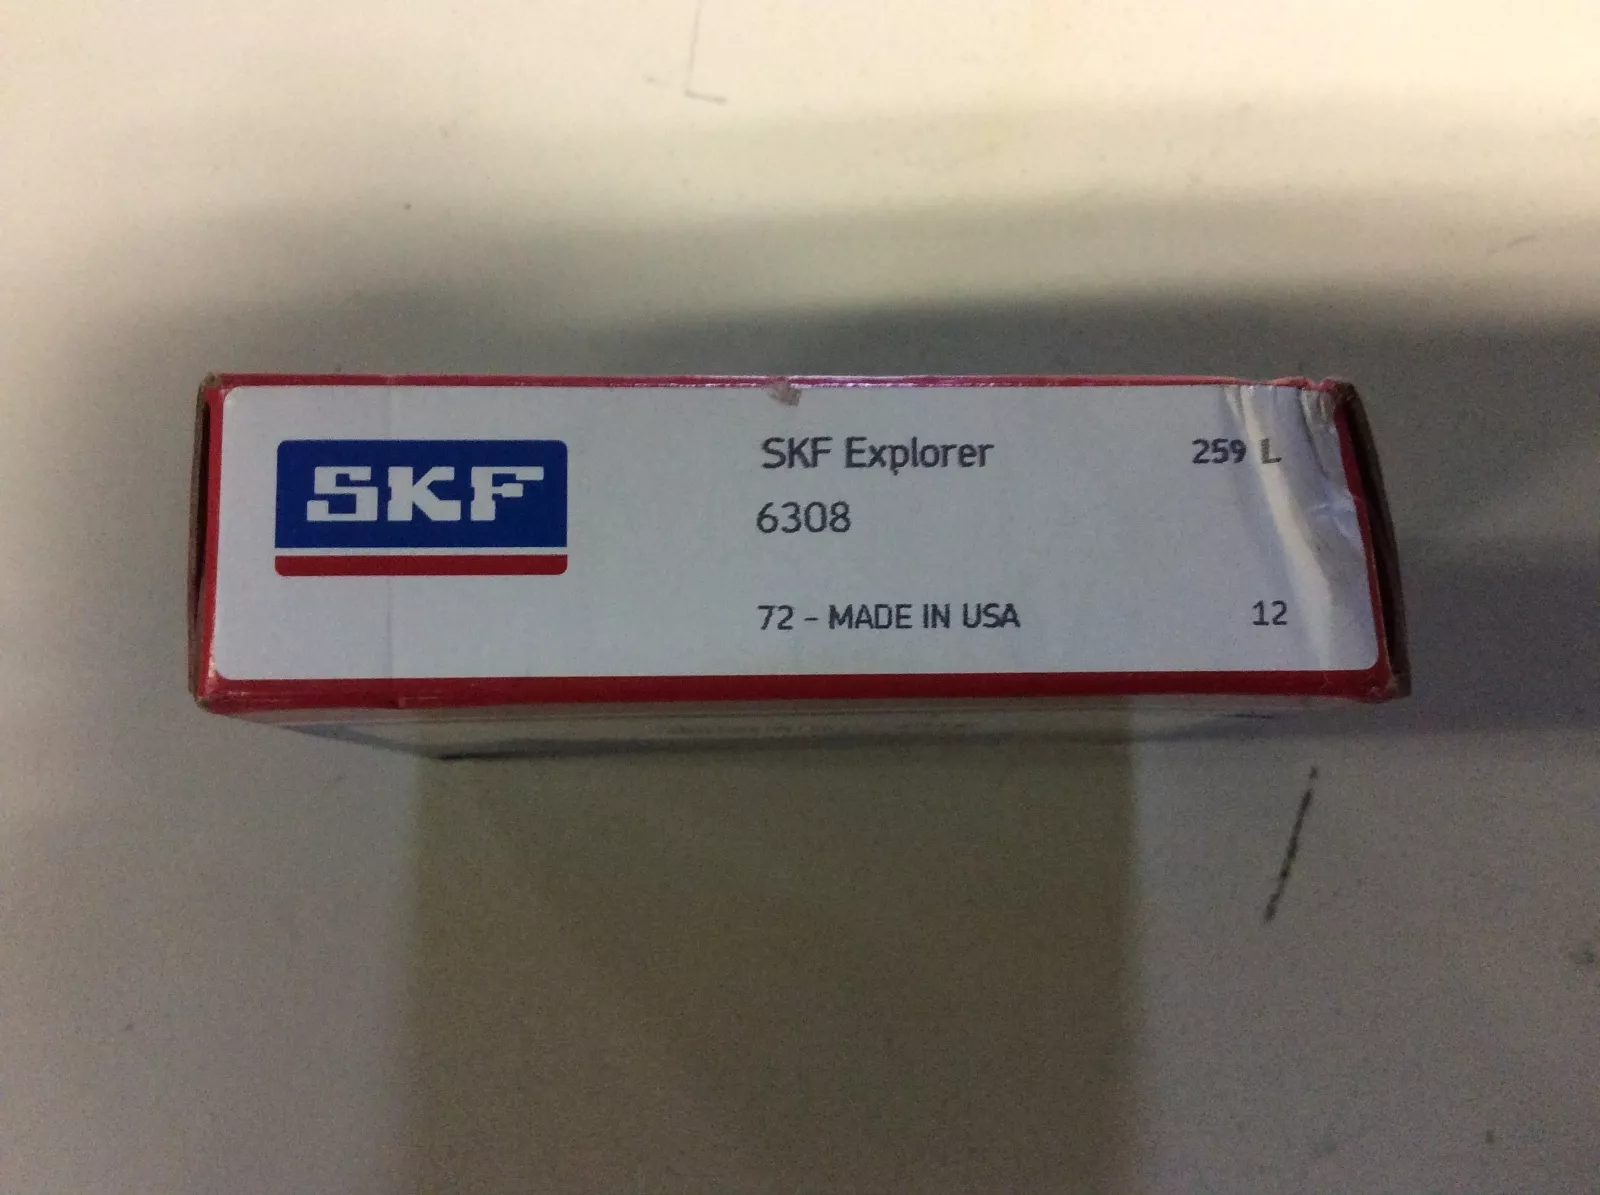 SKF
SKF Explorer 259 L
6308
72 - MADE IN USA 12